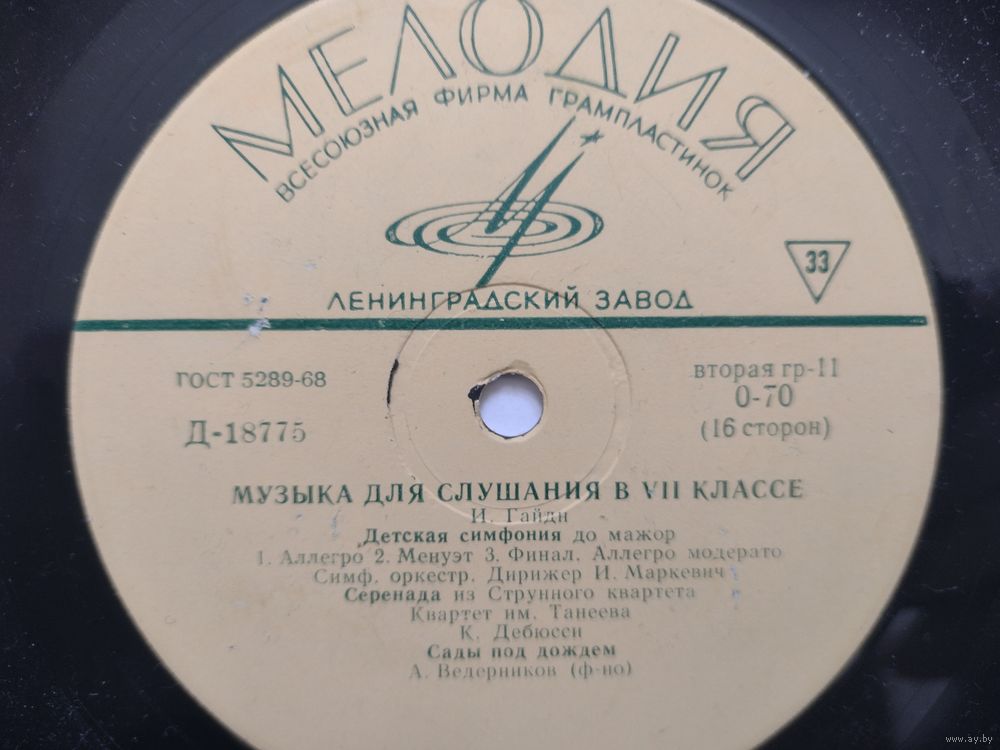 МЕЛОДИЯ
ВСЕСОЮЗНАЯ ФИРМА ГРАМПЛАСТИНОК
33
ЛЕНИНГРАДСКИЙ ЗАВОД
ГОСТ 5289-68
вторая гр-11
Д-18775
0-70
(16 сторон)
МУЗЫКА ДЛЯ СЛУШАНИЯ В VII КЛАССЕ
И. Гайдн
Детская симфония до мажор
1. Аллегро 2. Менуэт 3. Финал. Аллегро модерато
Симф. оркестр. Дирижер И. Маркевич
Серенада из Струнного квартета
Квартет им. Танеева
К. Дебюсси
Сады под дождем
А. Ведерников (ф-но)
www.ay.by